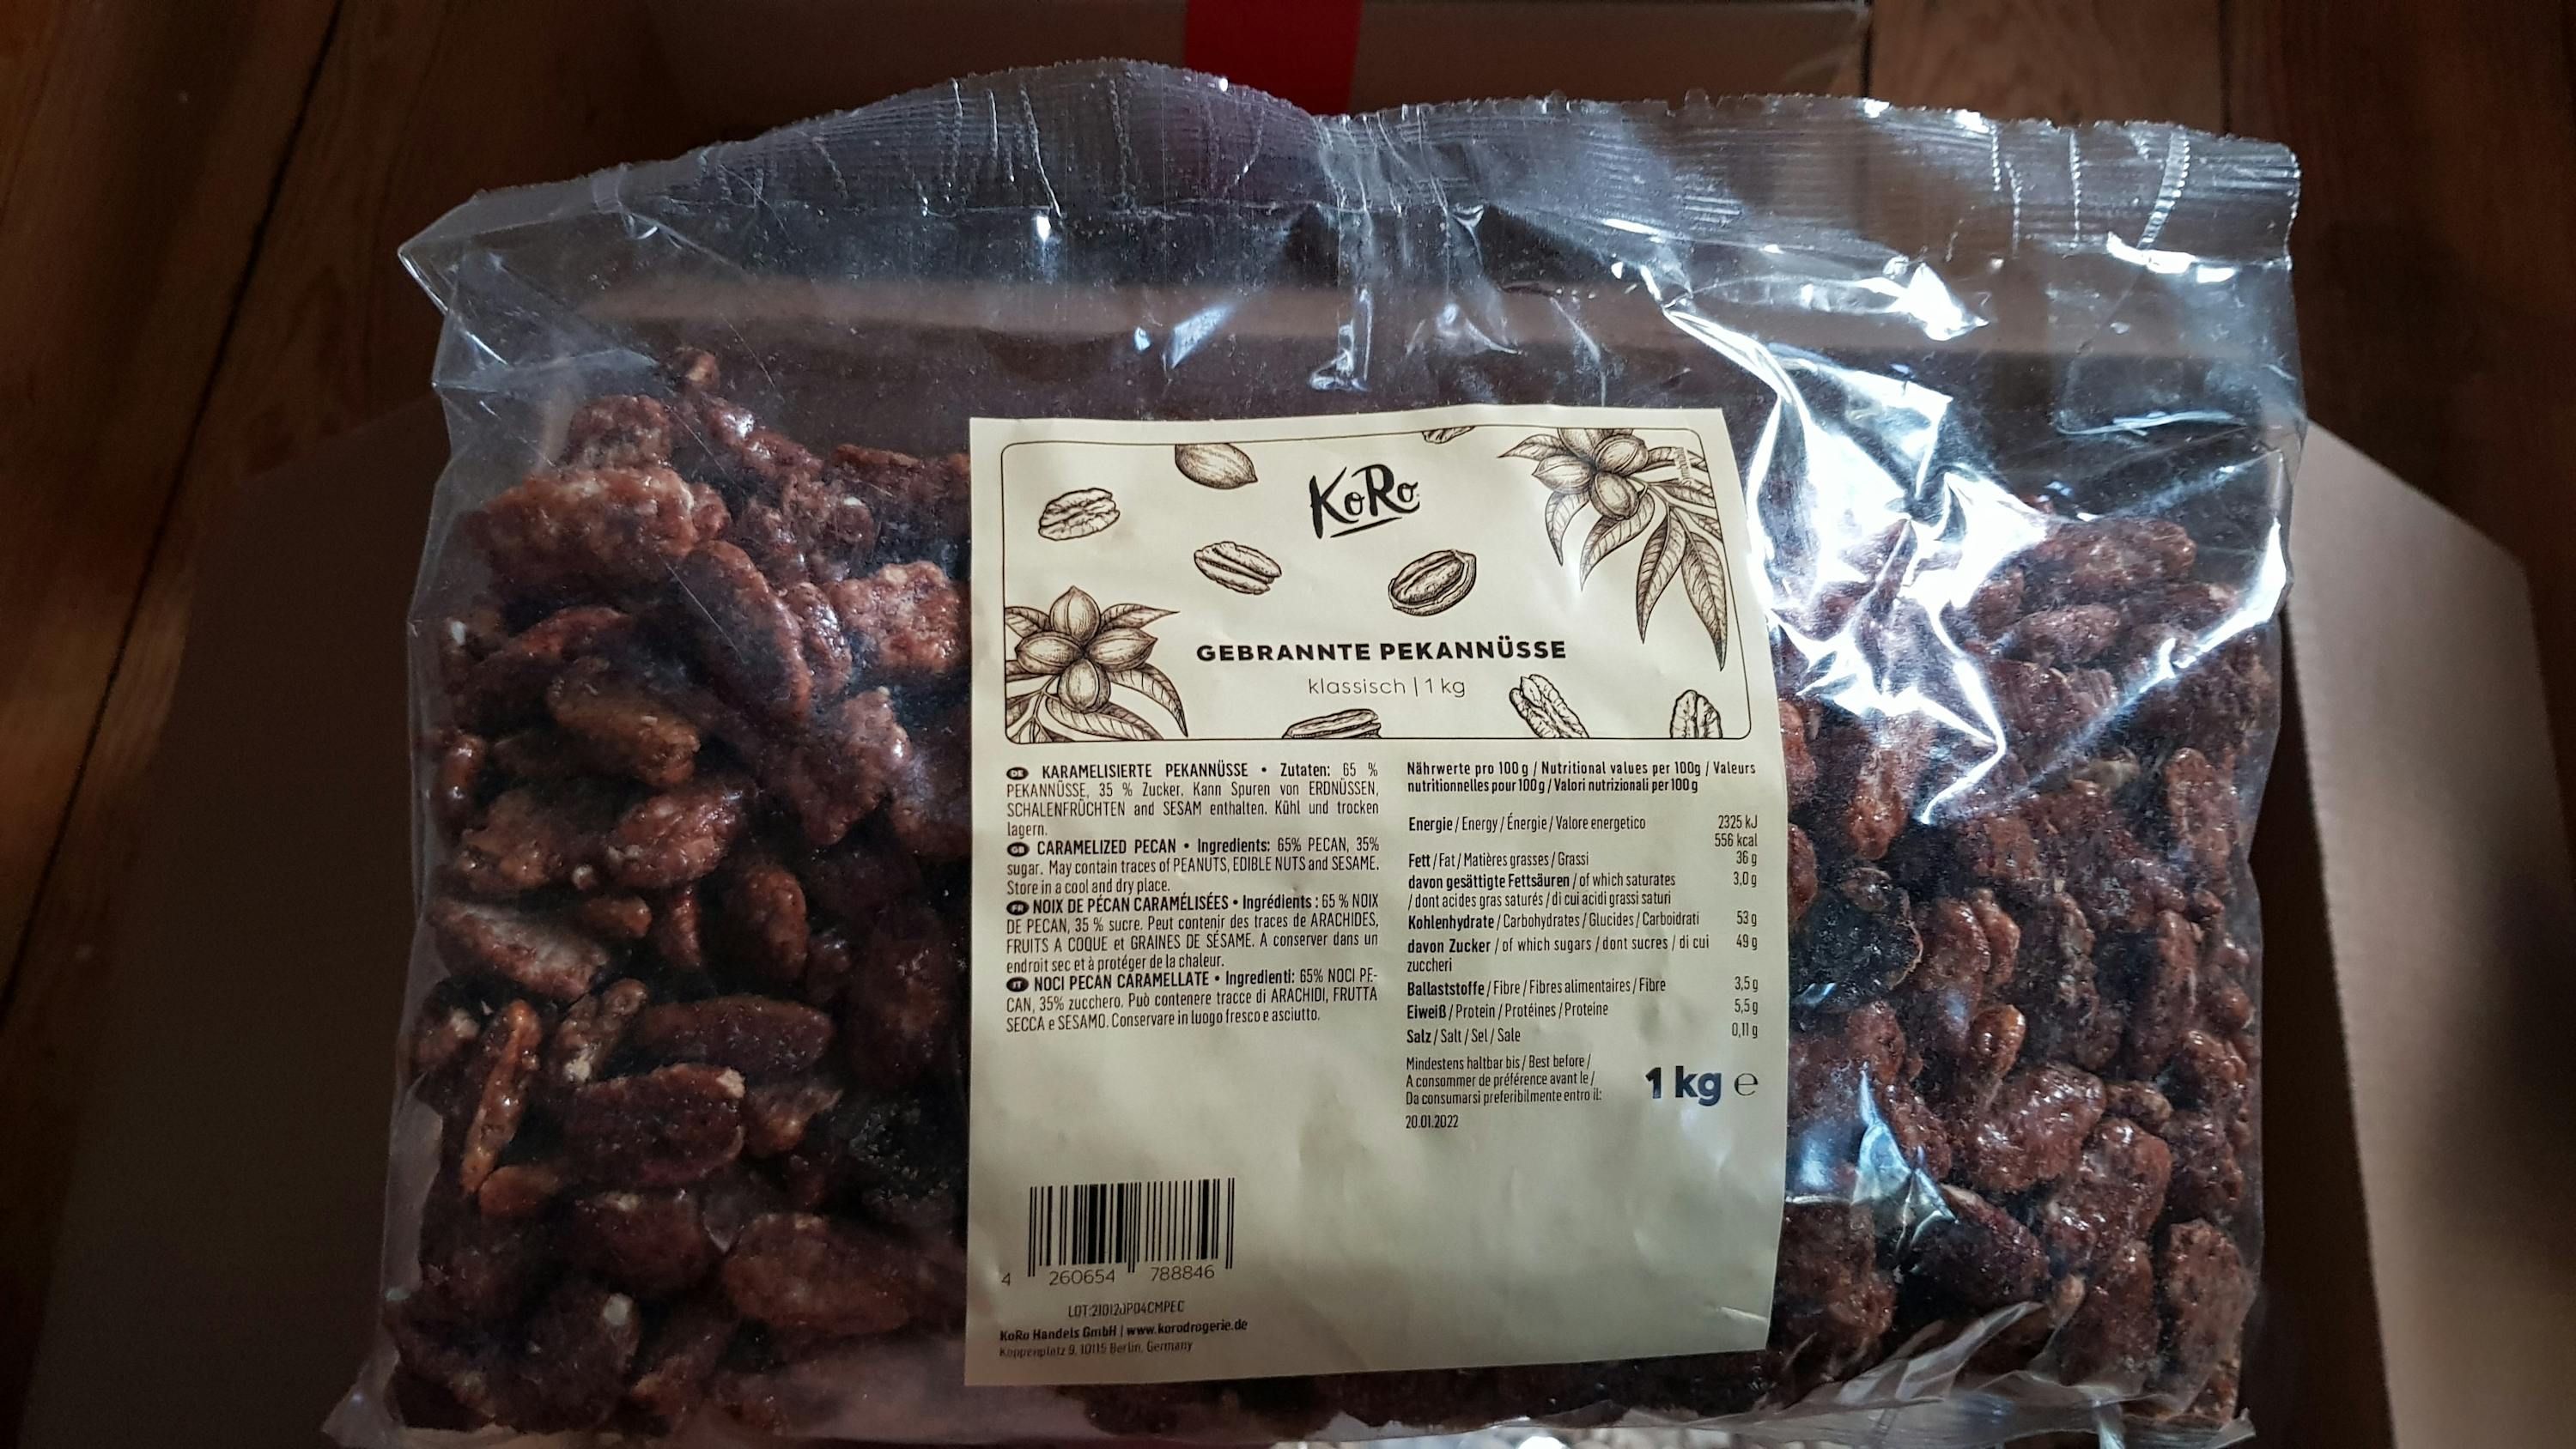 KoRo
GEBRANNTE PEKANNÜSSE
klassisch | 1 kg
DE KARAMELISIERTE PEKANNÜSSE • Zutaten: 65 %
PEKANNÜSSE, 35 % Zucker. Kann Spuren von ERDNÜSSEN,
SCHALENFRÜCHTEN and SESAM enthalten. Kühl und trocken
lagern.
GB CARAMELIZED PECAN • Ingredients: 65% PECAN, 35%
sugar. May contain traces of PEANUTS, EDIBLE NUTS and SESAME.
Store in a cool and dry place.
FR NOIX DE PÉCAN CARAMÉLISÉES • Ingrédients : 65 % NOIX
DE PECAN, 35 % sucre. Peut contenir des traces de ARACHIDES,
FRUITS A COQUE et GRAINES DE SÉSAME. A conserver dans un
endroit sec et à protéger de la chaleur.
IT NOCI PECAN CARAMELLATE • Ingredienti: 65% NOCI PE-
CAN, 35% zucchero. Può contenere tracce di ARACHIDI, FRUTTA
SECCA e SESAMO. Conservare in luogo fresco e asciutto.
Nährwerte pro 100 g / Nutritional values per 100g / Valeurs
nutritionnelles pour 100 g / Valori nutrizionali per 100 g
Energie / Energy / Énergie / Valore energetico 2325 kJ
556 kcal
Fett / Fat / Matières grasses / Grassi 36 g
davon gesättigte Fettsäuren / of which saturates 3,0 g
/ dont acides gras saturés / di cui acidi grassi saturi
Kohlenhydrate / Carbohydrates / Glucides / Carboidrati 53 g
davon Zucker / of which sugars / dont sucres / di cui 49 g
zuccheri
Ballaststoffe / Fibre / Fibres alimentaires / Fibre 3,5 g
Eiweiß / Protein / Protéines / Proteine 5,5 g
Salz / Salt / Sel / Sale 0,11 g
Mindestens haltbar bis / Best before /
A consommer de préférence avant le /
Da consumarsi preferibilmente entro il:
20.01.2022
1 kg e
4 260654 788846
KoRo Handels GmbH | www.korodrogerie.de
Koppenplatz 9, 10115 Berlin, Germany